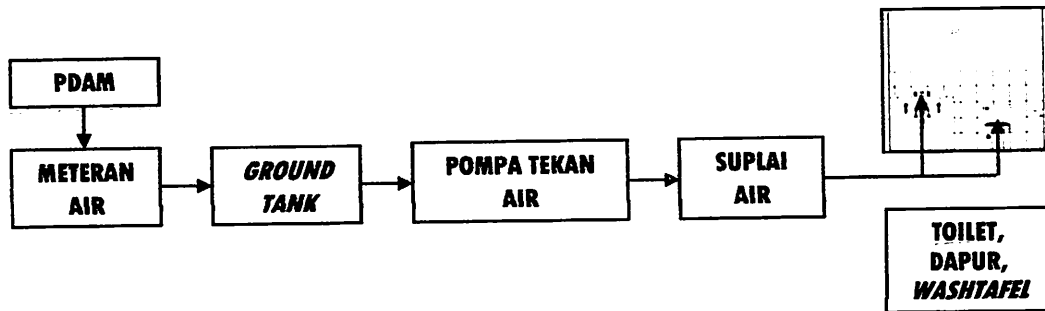 PDAM
METERAN
AIR
GROUND
TANK
POMPA TEKAN
AIR
SUPLAI
AIR
TOILET,
DAPUR,
WASHTAFEL